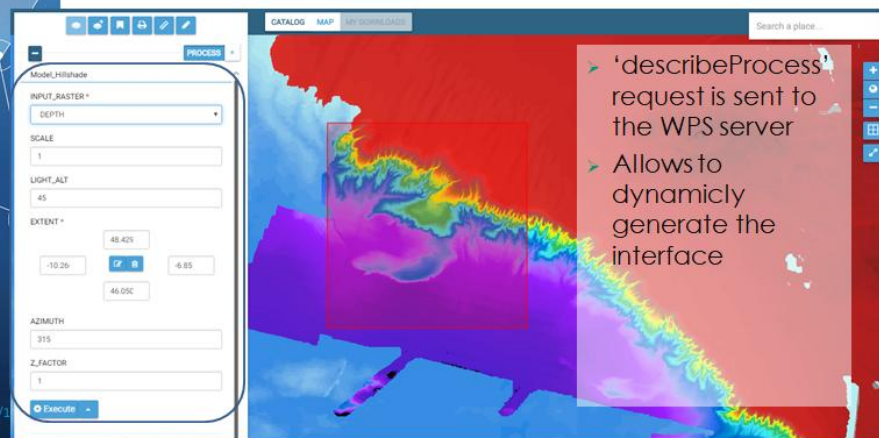 CATALOG MAP MY DOWNLOADS
Search a place...
PROCESS
Model_Hillshade
INPUT_RASTER *
DEPTH
SCALE
1
LIGHT_ALT
45
EXTENT *
48.429
-10.26
-6.85
46.050
AZIMUTH
315
Z_FACTOR
1
Execute
➢ 'describeProcess' request is sent to the WPS server
➢ Allows to dynamicly generate the interface